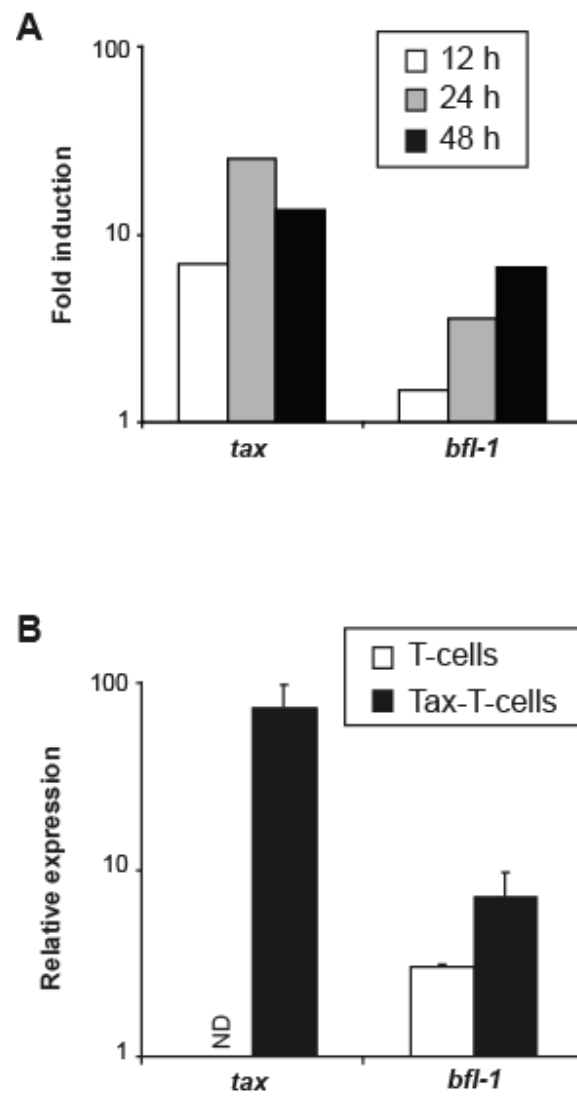 A
100
10
1
Fold induction
12 h
24 h
48 h
tax
bfl-1
B
100
10
1
Relative expression
T-cells
Tax-T-cells
ND
tax
bfl-1